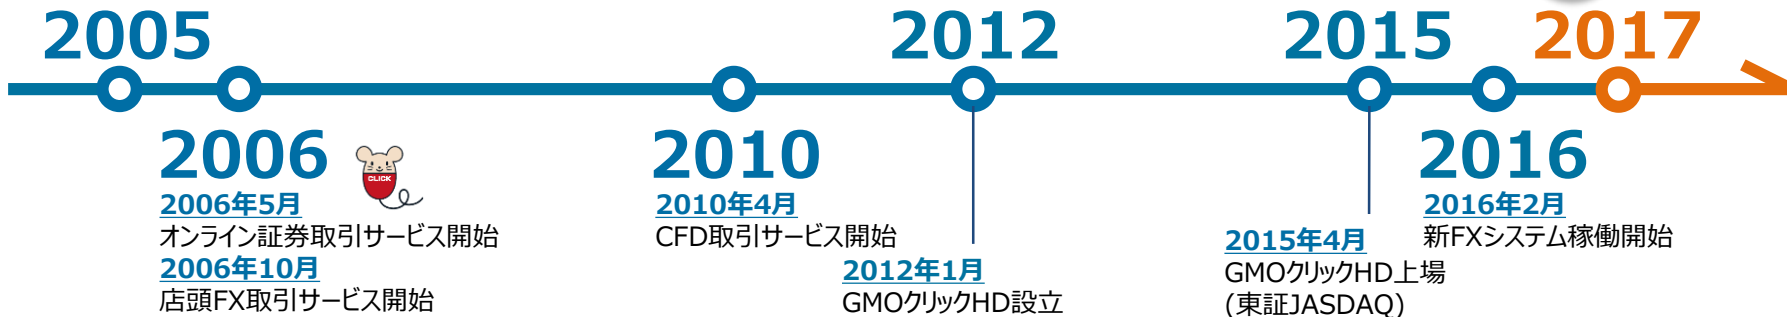 2005
2012
2015
2017
2006
CLICK
2010
2016
2006年5月
オンライン証券取引サービス開始
2006年10月
店頭FX取引サービス開始
2010年4月
CFD取引サービス開始
2012年1月
GMOクリックHD設立
2015年4月
GMOクリックHD上場
(東証JASDAQ)
2016年2月
新FXシステム稼働開始